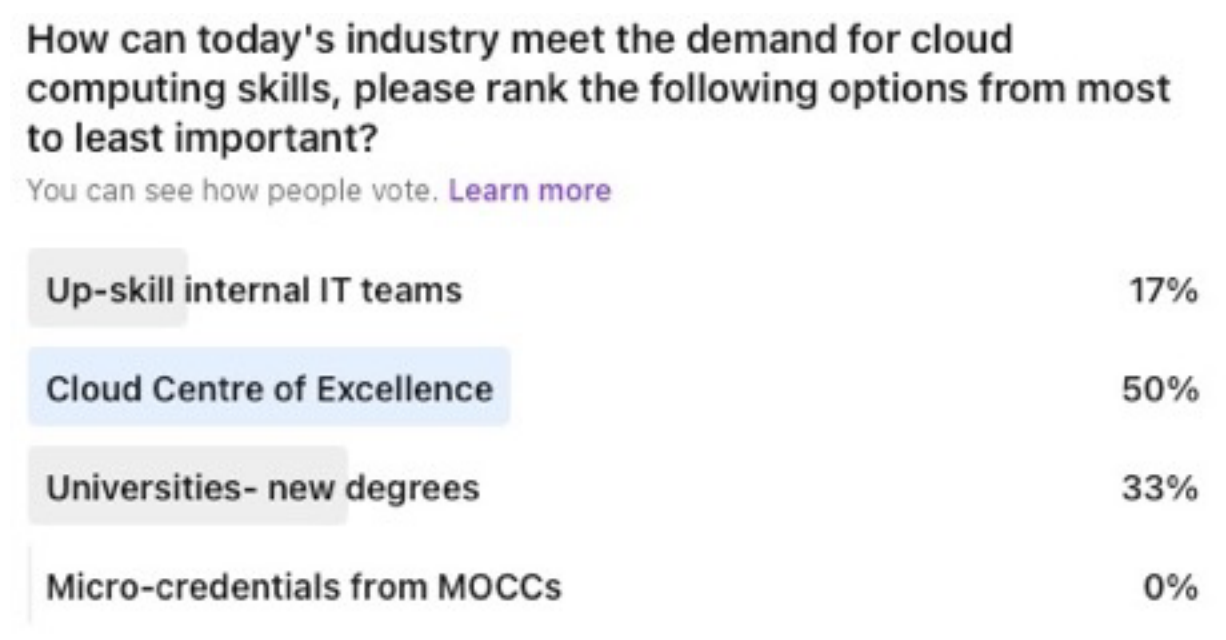 How can today's industry meet the demand for cloud
computing skills, please rank the following options from most
to least important?
You can see how people vote. Learn more
Up-skill internal IT teams 17%
Cloud Centre of Excellence 50%
Universities- new degrees 33%
Micro-credentials from MOCCs 0%